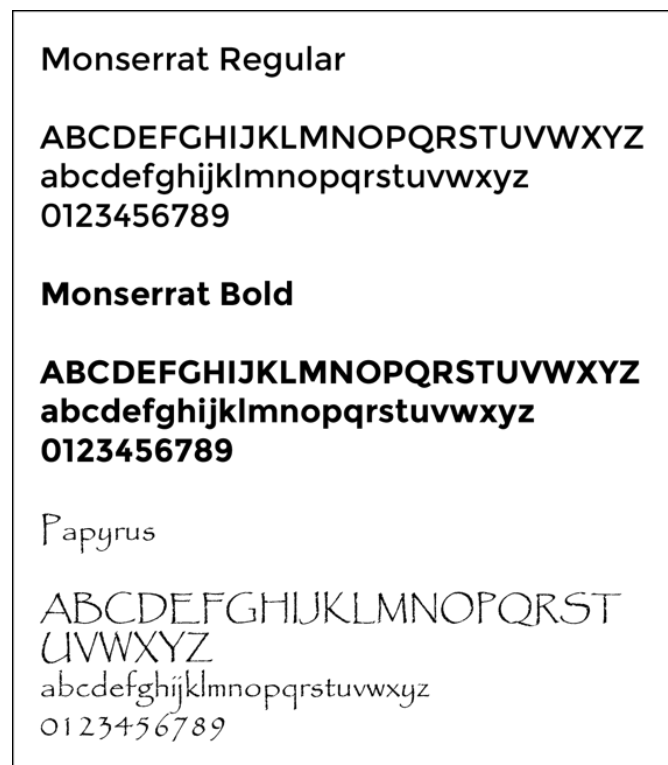 Monserrat Regular
ABCDEFGHIJKLMNOPQRSTUVWXYZ
abcdefghijklmnopqrstuvwxyz
0123456789
Monserrat Bold
ABCDEFGHIJKLMNOPQRSTUVWXYZ
abcdefghijklmnopqrstuvwxyz
0123456789
Papyrus
ABCDEFGHIJKLMNOPQRST
UVWXYZ
abcdefghijklmnopqrstuvwxyz
0123456789